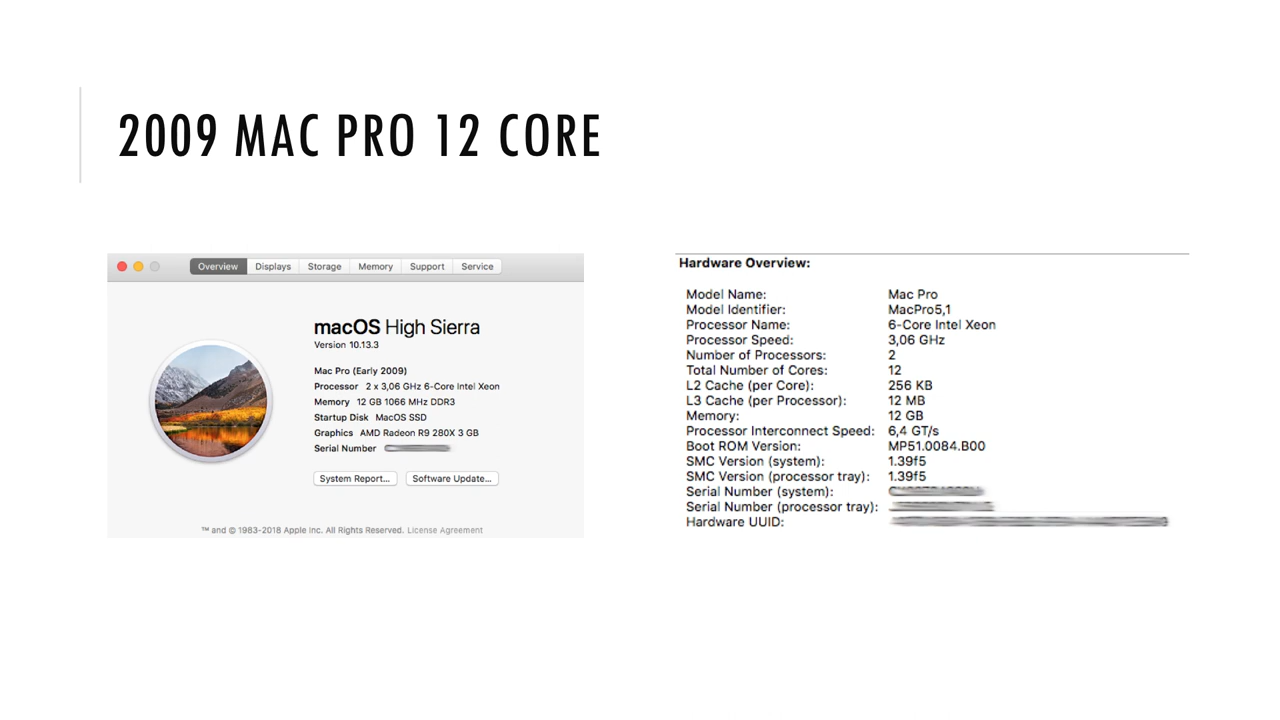 2009 MAC PRO 12 CORE
Overview Displays Storage Memory Support Service
macOS High Sierra
Version 10.13.3
Mac Pro (Early 2009)
Processor 2 x 3,06 GHz 6-Core Intel Xeon
Memory 12 GB 1066 MHz DDR3
Startup Disk MacOS SSD
Graphics AMD Radeon R9 280X 3 GB
Serial Number
System Report... Software Update...
™ and © 1983-2018 Apple Inc. All Rights Reserved. License Agreement
Hardware Overview:
Model Name: Mac Pro
Model Identifier: MacPro5,1
Processor Name: 6-Core Intel Xeon
Processor Speed: 3,06 GHz
Number of Processors: 2
Total Number of Cores: 12
L2 Cache (per Core): 256 KB
L3 Cache (per Processor): 12 MB
Memory: 12 GB
Processor Interconnect Speed: 6,4 GT/s
Boot ROM Version: MP51.0084.B00
SMC Version (system): 1.39f5
SMC Version (processor tray): 1.39f5
Serial Number (system):
Serial Number (processor tray):
Hardware UUID: